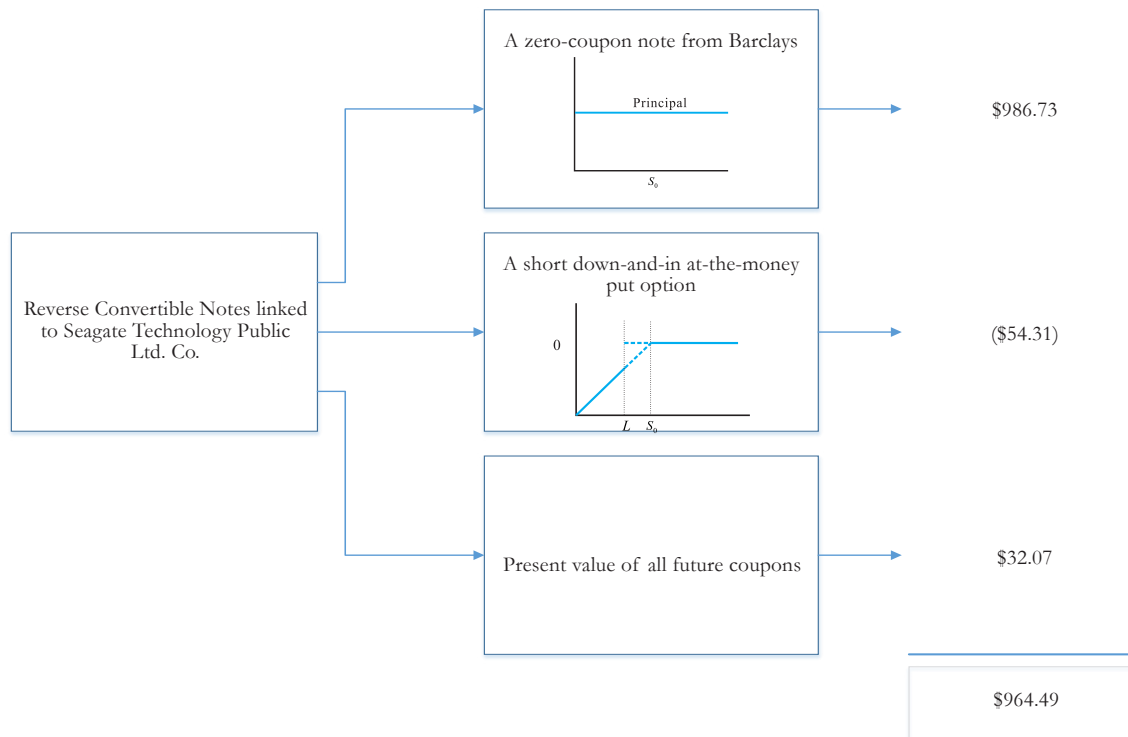 A zero-coupon note from Barclays
Principal
S₀
$986.73
Reverse Convertible Notes linked
to Seagate Technology Public
Ltd. Co.
A short down-and-in at-the-money
put option
0
L S₀
($54.31)
Present value of all future coupons
$32.07
$964.49